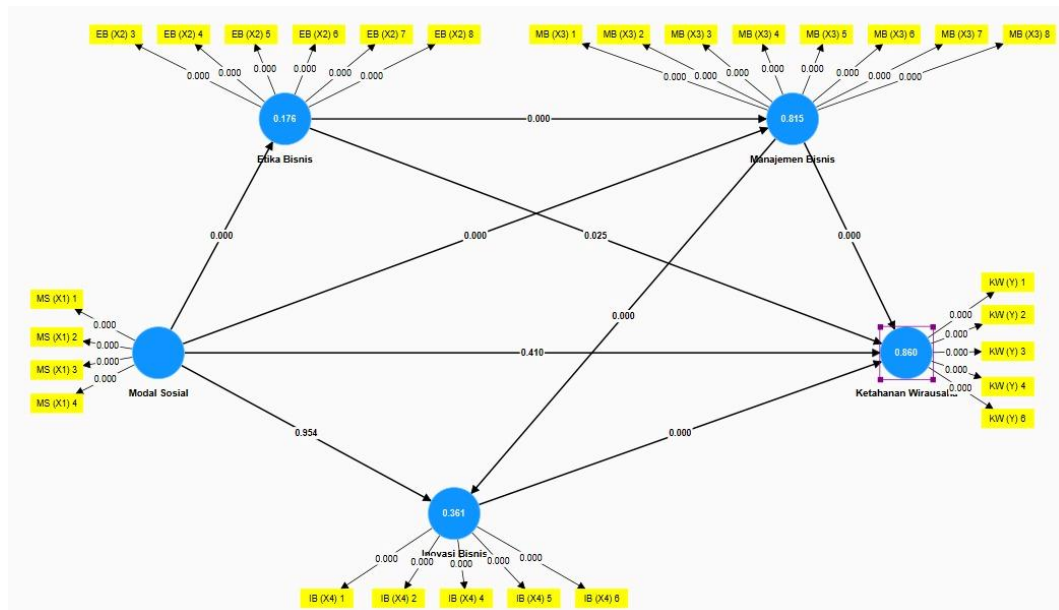 EB (X2) 3 EB (X2) 4 EB (X2) 5 EB (X2) 6 EB (X2) 7 EB (X2) 8
MB (X3) 1 MB (X3) 2 MB (X3) 3 MB (X3) 4 MB (X3) 5 MB (X3) 6 MB (X3) 7 MB (X3) 8
0.000 0.000 0.000 0.000 0.000 0.000
0.000 0.000 0.000 0.000 0.000 0.000 0.000 0.000
0.176
0.000
0.815
Etika Bisnis
Manajemen Bisnis
0.000
0.000
0.025
0.000
MS (X1) 1
MS (X1) 2
MS (X1) 3
MS (X1) 4
0.000
0.000
0.000
0.000
Modal Sosial
0.000
0.410
0.860
KW (Y) 1
KW (Y) 2
KW (Y) 3
KW (Y) 4
KW (Y) 6
0.000
0.000
0.000
0.000
0.000
Ketahanan Wirausaha
0.954
0.000
0.361
Inovasi Bisnis
0.000 0.000 0.000 0.000 0.000
IB (X4) 1 IB (X4) 2 IB (X4) 4 IB (X4) 5 IB (X4) 6